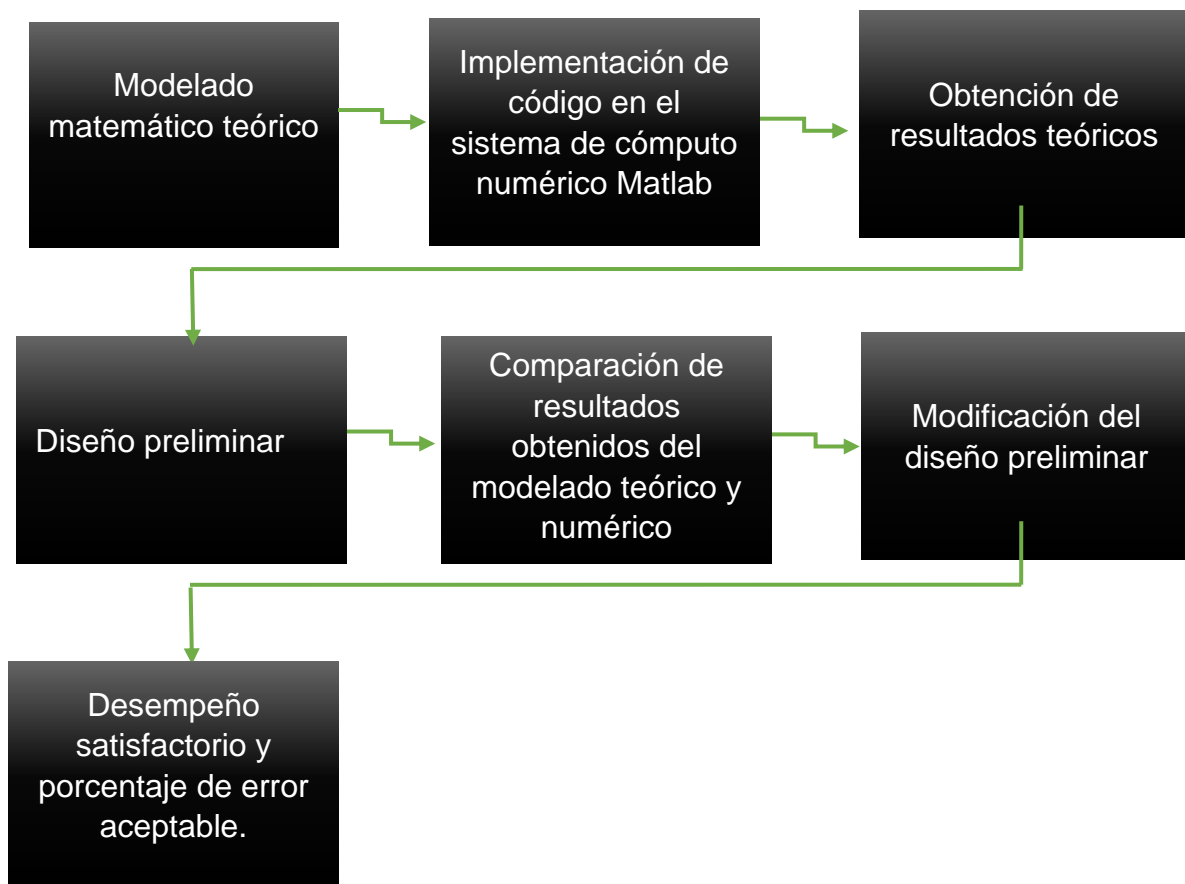 Modelado
matemático teórico
Implementación de
código en el
sistema de cómputo
numérico Matlab
Obtención de
resultados teóricos
Diseño preliminar
Comparación de
resultados
obtenidos del
modelado teórico y
numérico
Modificación del
diseño preliminar
Desempeño
satisfactorio y
porcentaje de error
aceptable.